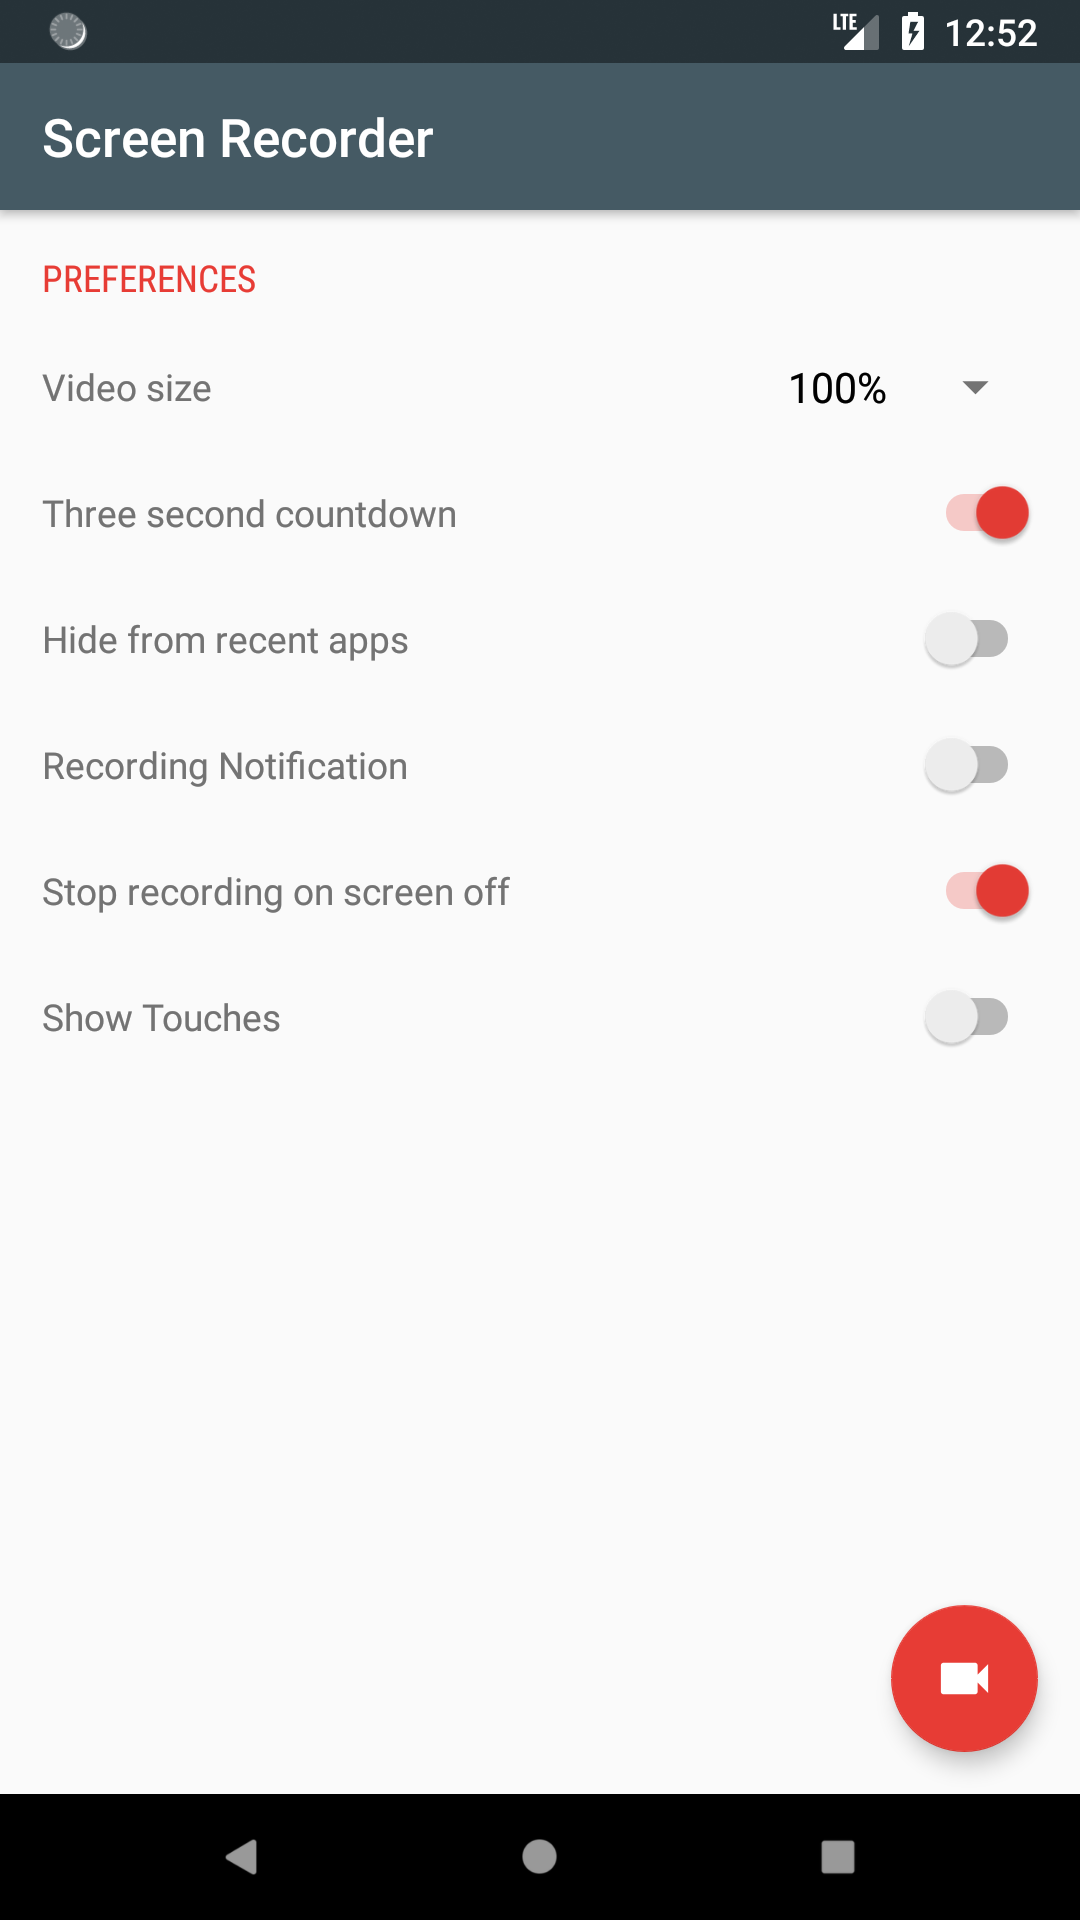 LTE 12:52
Screen Recorder
PREFERENCES
Video size 100%
Three second countdown
Hide from recent apps
Recording Notification
Stop recording on screen off
Show Touches